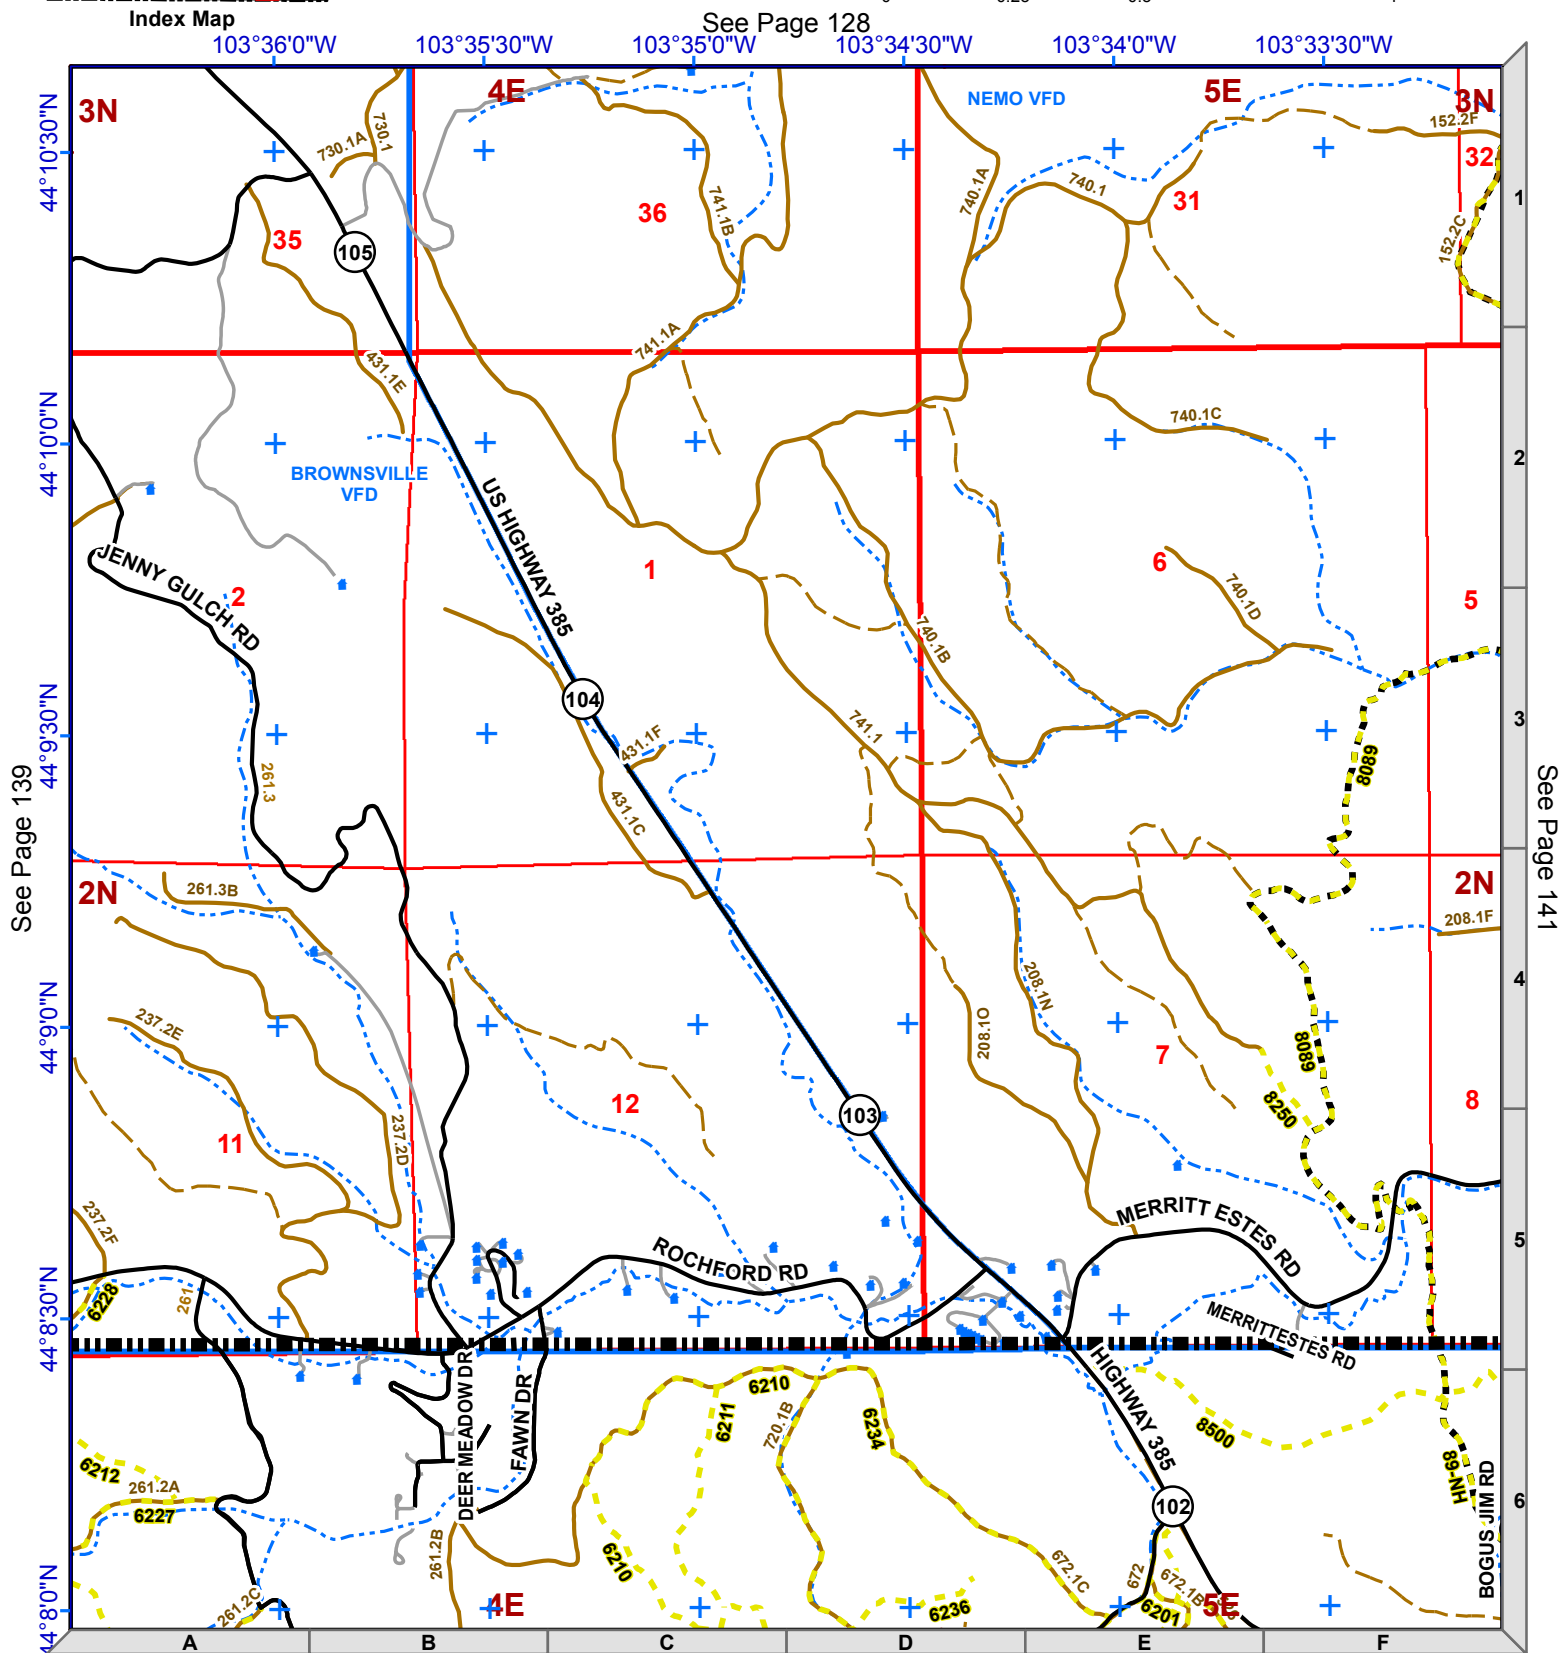 Index Map
See Page 128
103°36'0"W
103°35'30"W
103°35'0"W
103°34'30"W
103°34'0"W
103°33'30"W
3N
4E
NEMO VFD
5E
3N
152.2F
44°10'30"N
730.1A
730.1
741.1B
36
740.1A
740.1
31
32
152.2C
1
35
105
741.1A
431.1E
44°10'0"N
740.1C
BROWNSVILLE
VFD
2
US HIGHWAY 385
JENNY GULCH RD
2
1
6
740.1D
5
740.1B
44°9'30"N
104
431.1F
741.1
3
8089
261.3
431.1C
See Page 139
See Page 141
2N
261.3B
2N
208.1F
208.1N
208.1O
4
44°9'0"N
237.2E
7
8089
8250
8
12
103
11
237.2D
237.2F
MERRITT ESTES RD
5
ROCHFORD RD
6228
261
MERRITTESTES RD
44°8'30"N
HIGHWAY 385
DEER MEADOW DR
FAWN DR
6210
6211
720.1B
6234
8500
6212
261.2A
6227
89-NH
BOGUS JIM RD
6
102
261.2B
6210
672.1C
672
672.1B
261.2C
44°8'0"N
4E
6236
6201
5E
A
B
C
D
E
F